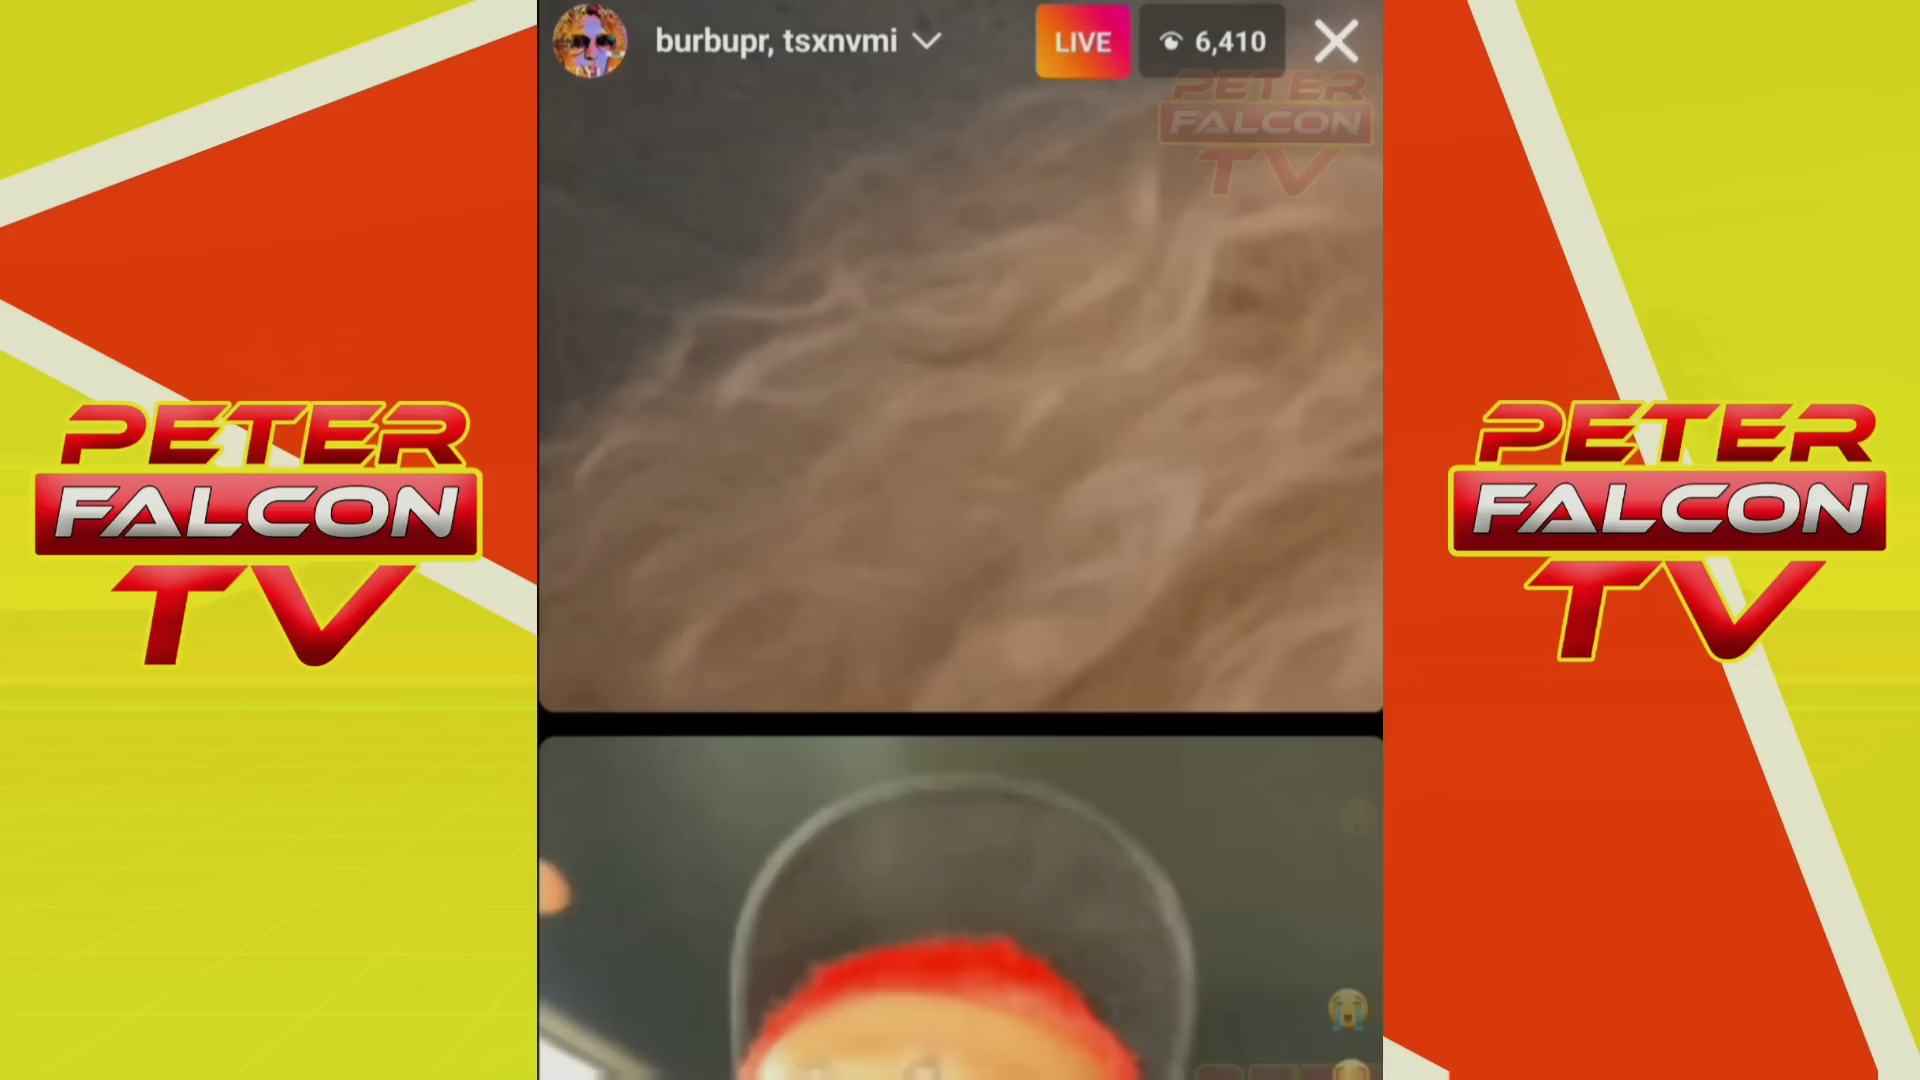 burbupr, tsxnvmi
LIVE
6,410
PETER
FALCON
TV
PETER
FALCON
TV
PETER
FALCON
TV